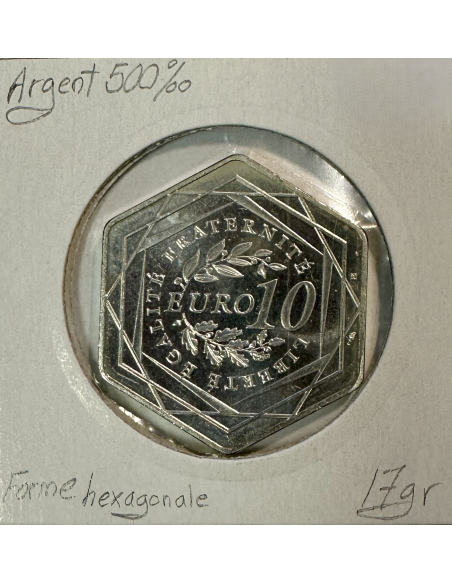 Argent 500‰
LIBERTÉ ÉGALITÉ FRATERNITÉ
EURO 10
Forme hexagonale
17gr